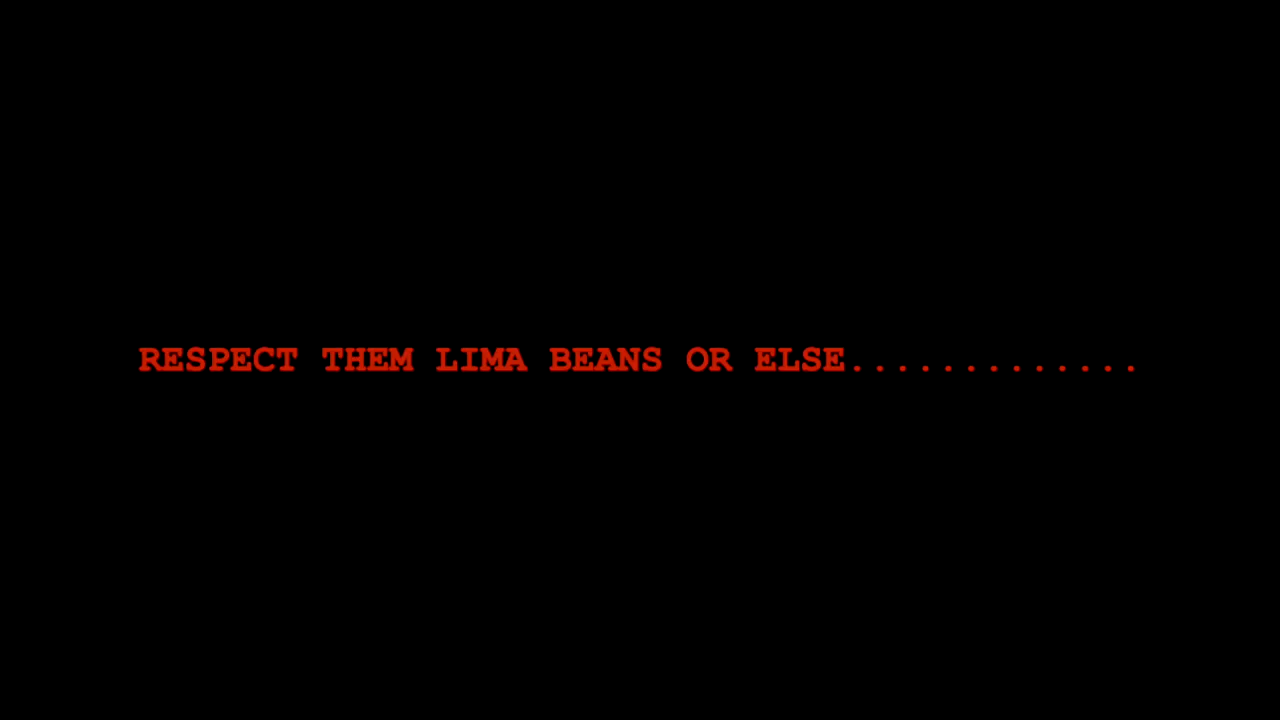 RESPECT THEM LIMA BEANS OR ELSE.............